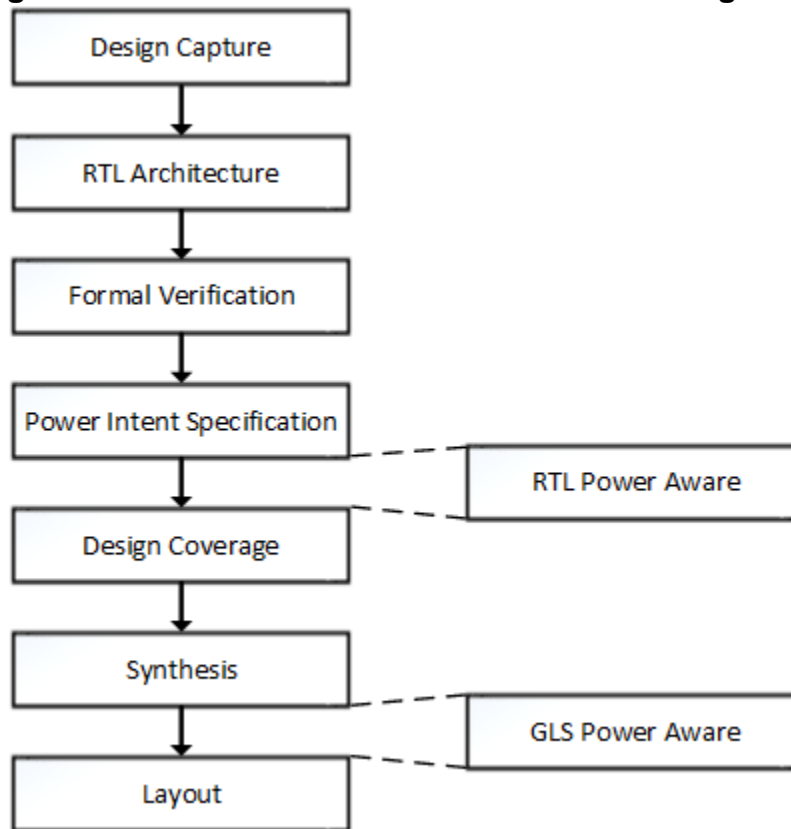 Design Capture
RTL Architecture
Formal Verification
Power Intent Specification
RTL Power Aware
Design Coverage
Synthesis
GLS Power Aware
Layout